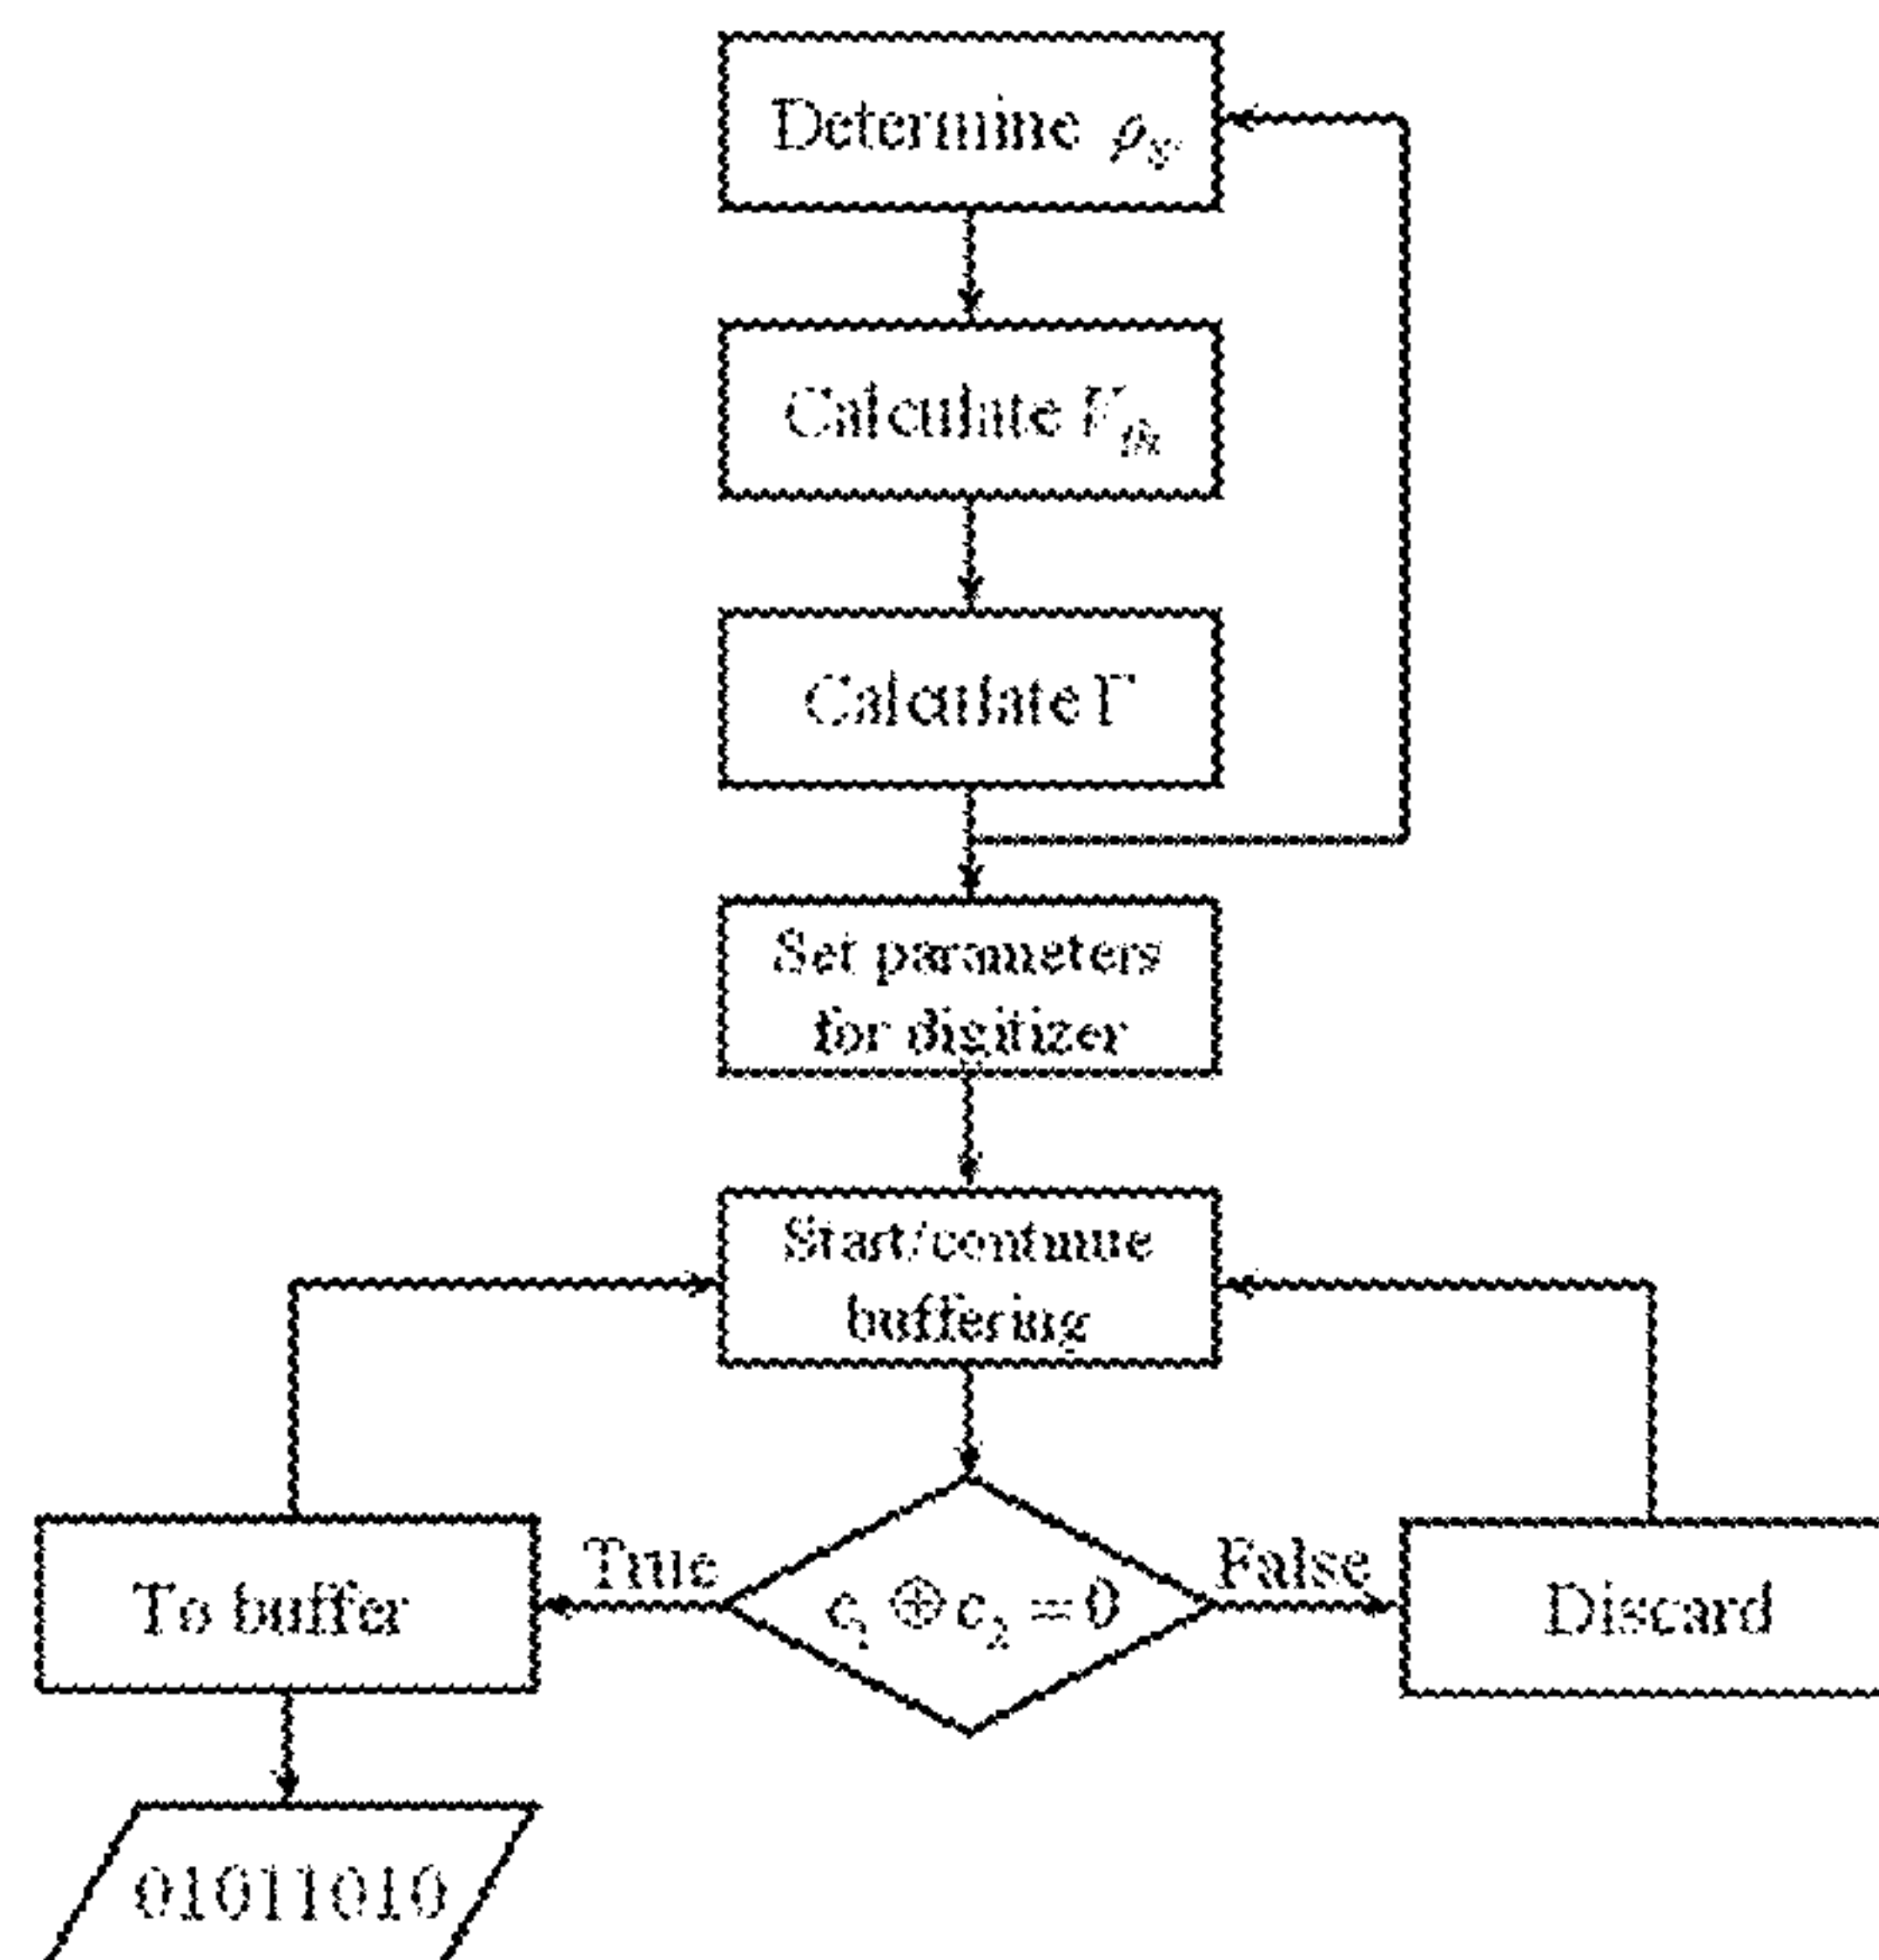 Determine ρ
Calculate V_th
Calculate Γ
Set parameters
for digitizer
Start/continue
buffering
True
False
To buffer
c₁ ⊕ c₂ = 0
Discard
01011010